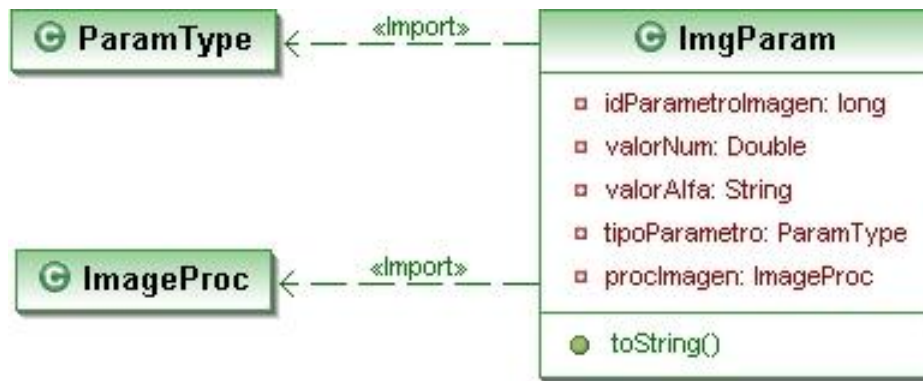 ParamType
«Import»
ImgParam
idParametroImagen: long
valorNum: Double
valorAlfa: String
tipoParametro: ParamType
procImagen: ImageProc
toString()
ImageProc
«Import»